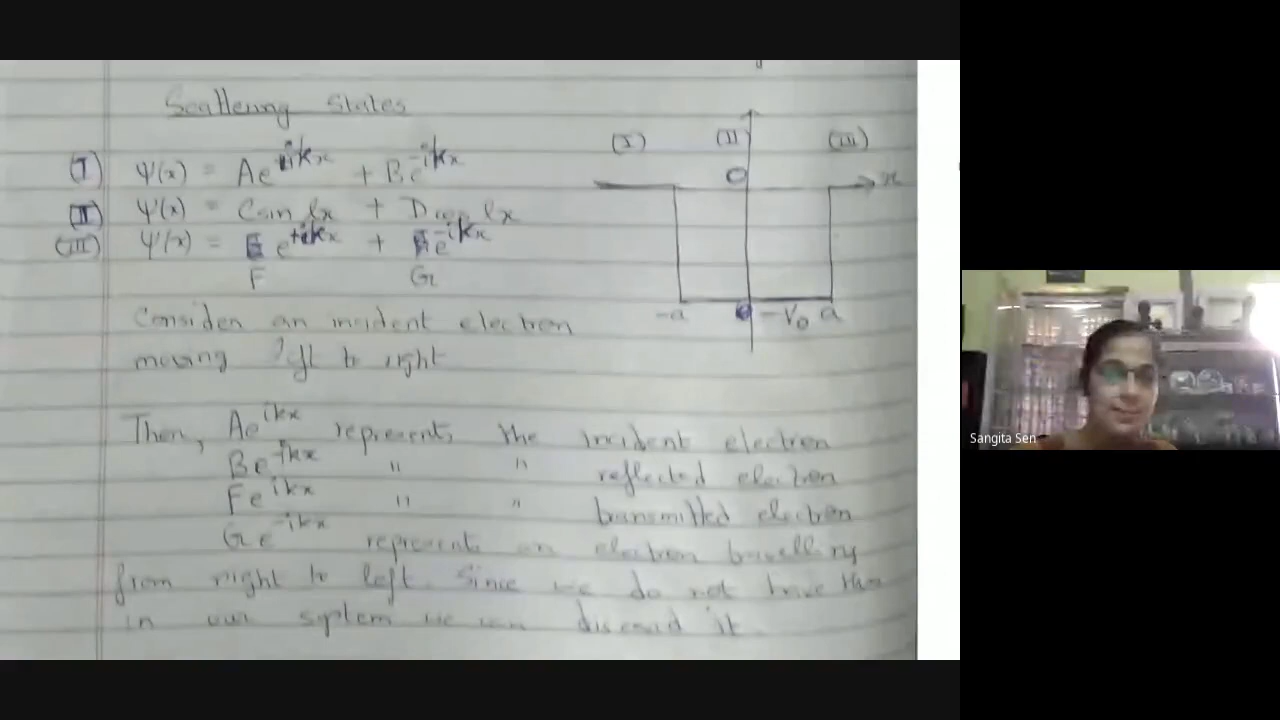 Scattering States
(I) (II) (III)
(I) ψ(x) = Ae^{ikx} + Be^{-ikx}
O x
(II) ψ(x) = C sin lx + D cos lx
(III) ψ(x) = e^{+ikx} + e^{-ikx}
F G
-a -V₀ a
Consider an incident electron
moving left to right
Then, Ae^{ikx} represents the incident electron
Be^{-ikx} " " reflected electron
Fe^{ikx} " " transmitted electron
Ge^{-ikx} represents an electron travelling
from right to left. Since we do not have this
in our system we can discard it.
Sangita Sen